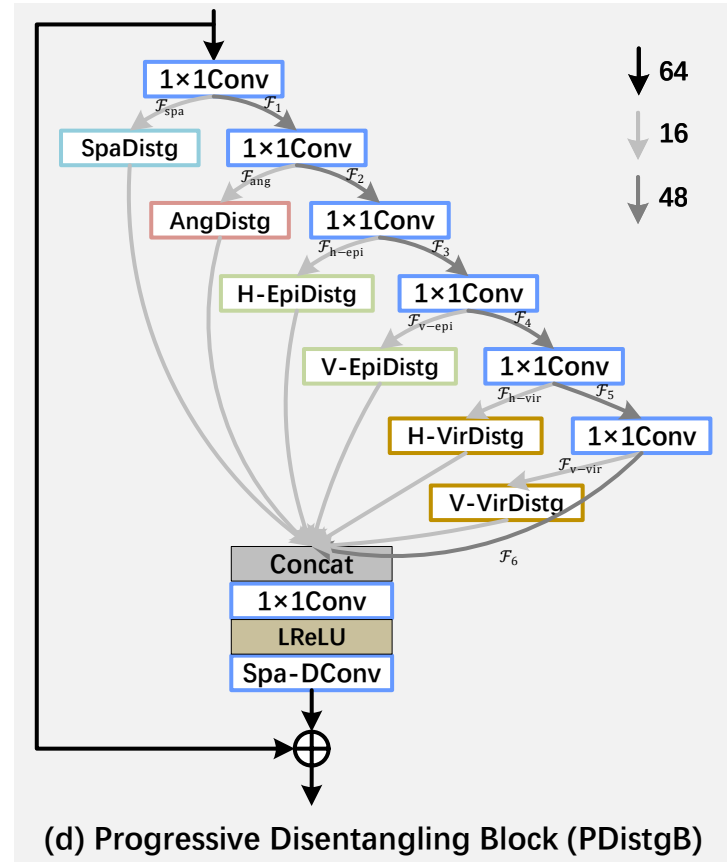 1×1Conv
64
ℱspa
ℱ1
SpaDistg
1×1Conv
16
ℱang
ℱ2
AngDistg
1×1Conv
48
ℱh−epi
ℱ3
H-EpiDistg
1×1Conv
ℱv−epi
ℱ4
V-EpiDistg
1×1Conv
ℱh−vir
ℱ5
H-VirDistg
1×1Conv
ℱv−vir
V-VirDistg
ℱ6
Concat
1×1Conv
LReLU
Spa-DConv
(d) Progressive Disentangling Block (PDistgB)